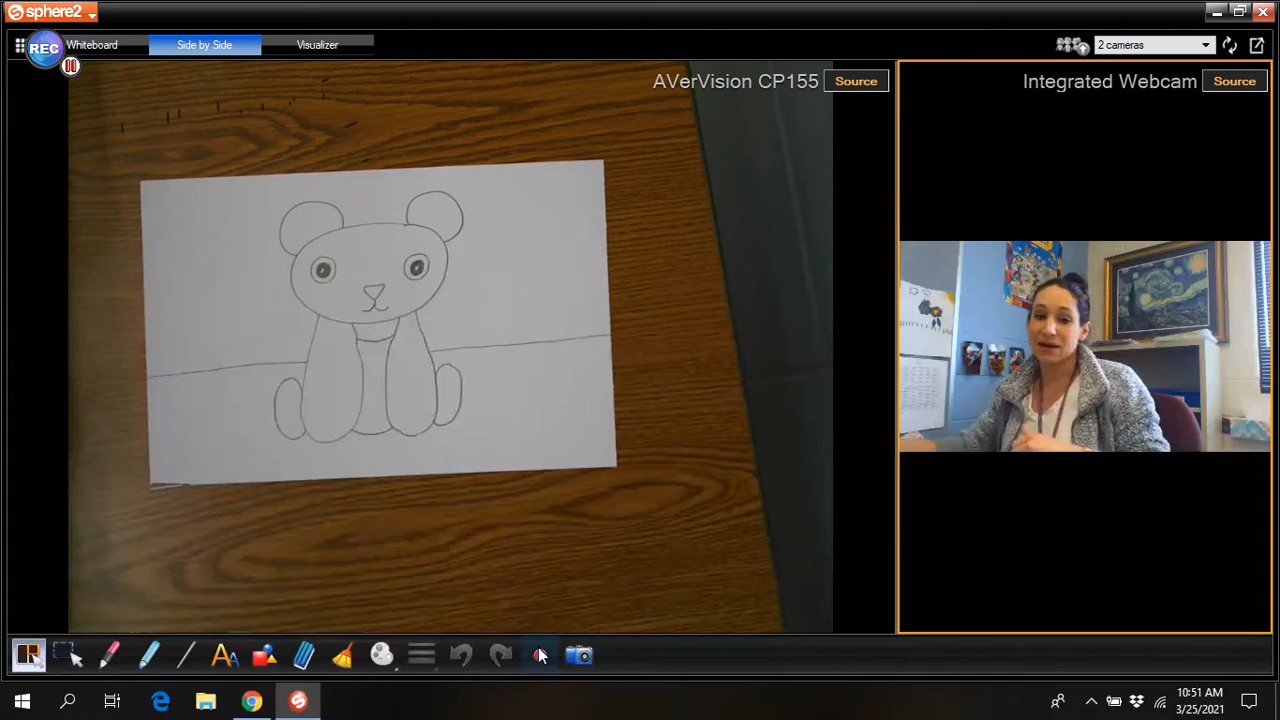 sphere2
REC
Whiteboard
Side by Side
Visualizer
2 cameras
AVerVision CP155
Source
Integrated Webcam
Source
10:51 AM
3/25/2021